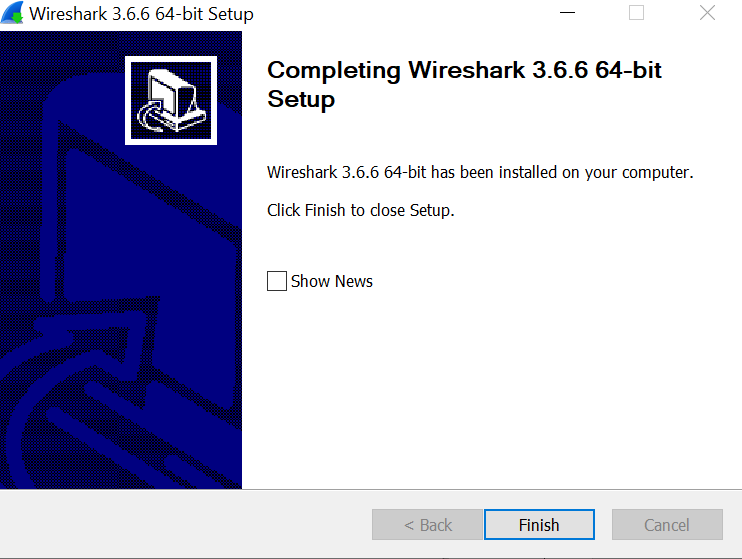 Wireshark 3.6.6 64-bit Setup
Completing Wireshark 3.6.6 64-bit
Setup
Wireshark 3.6.6 64-bit has been installed on your computer.
Click Finish to close Setup.
Show News
< Back
Finish
Cancel